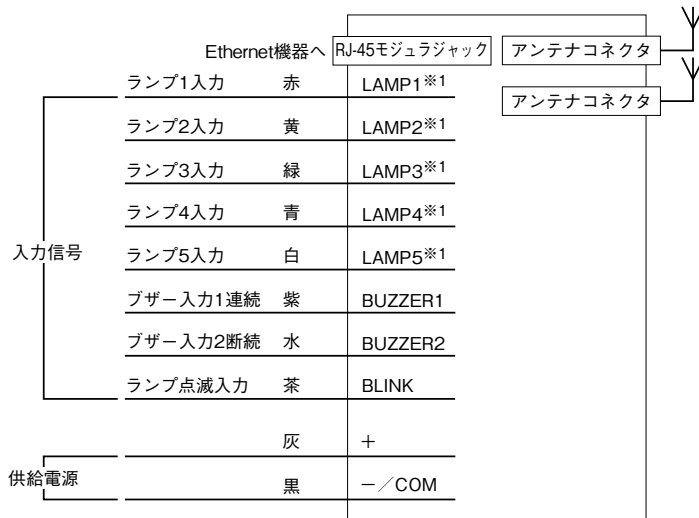 Ethernet機器へ RJ-45モジュラジャック アンテナコネクタ
ランプ1入力 赤 LAMP1※1 アンテナコネクタ
ランプ2入力 黄 LAMP2※1
ランプ3入力 緑 LAMP3※1
ランプ4入力 青 LAMP4※1
入力信号
ランプ5入力 白 LAMP5※1
ブザー入力1連続 紫 BUZZER1
ブザー入力2断続 水 BUZZER2
ランプ点滅入力 茶 BLINK
灰 +
供給電源
黒 −/COM